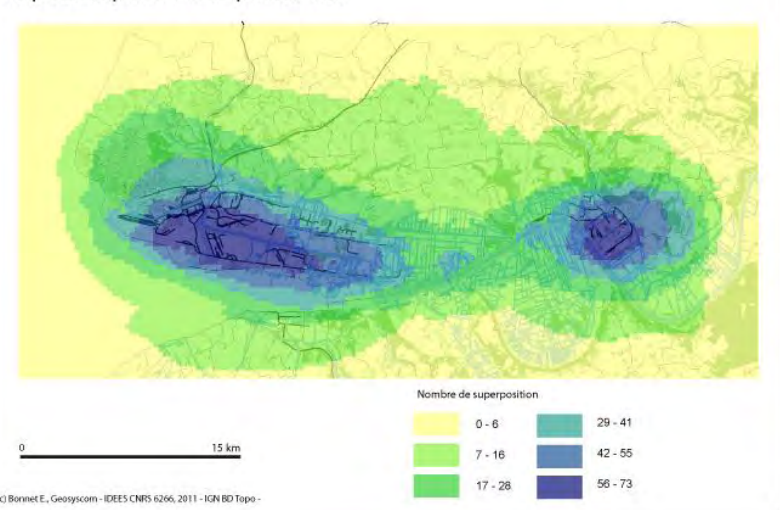 Nombre de superposition
0 - 6
29 - 41
7 - 16
42 - 55
17 - 28
56 - 73
0
15 km
c) Bonnet E., Geosyscom - IDEES CNRS 6266, 2011 - IGN BD Topo -